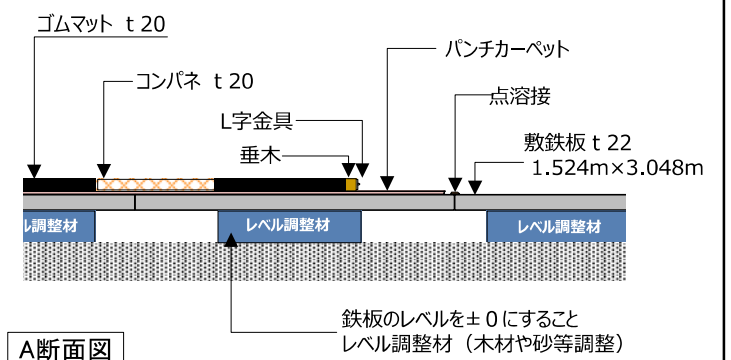 ゴムマット t 20
コンパネ t 20
パンチカーペット
点溶接
L字金具
垂木
敷鉄板 t 22
1.524m×3.048m
レベル調整材
レベル調整材
レベル調整材
鉄板のレベルを±0にすること
レベル調整材（木材や砂等調整）
A断面図